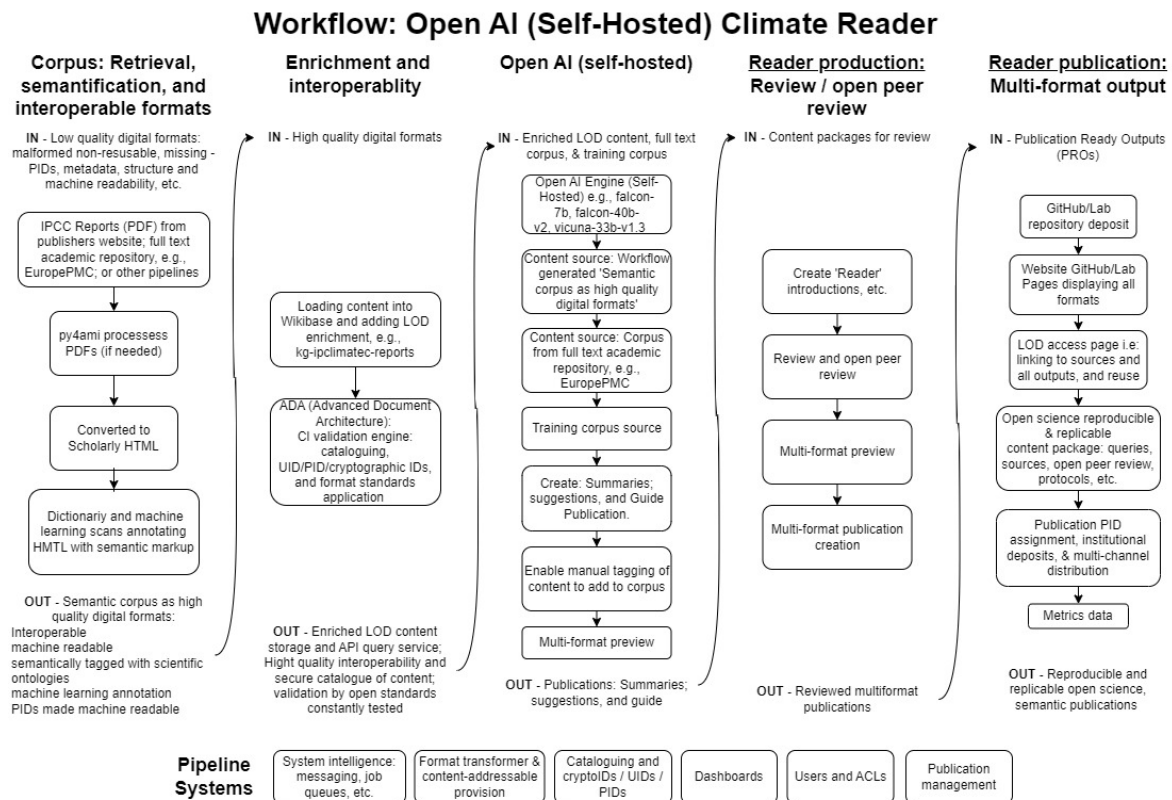 Workflow: Open AI (Self-Hosted) Climate Reader
Corpus: Retrieval,
semantification, and
interoperable formats
IN - Low quality digital formats:
malformed non-resusable, missing -
PIDs, metadata, structure and
machine readability, etc.
IPCC Reports (PDF) from
publishers website; full text
academic repository, e.g.,
EuropePMC; or other pipelines
py4ami processess
PDFs (if needed)
Converted to
Scholarly HTML
Dictionariy and machine
learning scans annotating
HMTL with semantic markup
OUT - Semantic corpus as high
quality digital formats:
Interoperable
machine readable
semantically tagged with scientific
ontologies
machine learning annotation
PIDs made machine readable
Enrichment and
interoperablity
IN - High quality digital formats
Loading content into
Wikibase and adding LOD
enrichment, e.g.,
kg-ipclimatec-reports
ADA (Advanced Document
Architecture):
CI validation engine:
cataloguing,
UID/PID/cryptographic IDs,
and format standards
application
OUT - Enriched LOD content
storage and API query service;
Hight quality interoperability and
secure catalogue of content;
validation by open standards
constantly tested
Open AI (self-hosted)
IN - Enriched LOD content, full text
corpus, & training corpus
Open AI Engine (Self-
Hosted) e.g., falcon-
7b, falcon-40b-
v2, vicuna-33b-v1.3
Content source: Workflow
generated 'Semantic
corpus as high quality
digital formats'
Content source: Corpus
from full text academic
repository, e.g.,
EuropePMC
Training corpus source
Create: Summaries;
suggestions, and Guide
Publication.
Enable manual tagging of
content to add to corpus
Multi-format preview
OUT - Publications: Summaries;
suggestions, and guide
Reader production:
Review / open peer
review
IN - Content packages for review
Create 'Reader'
introductions, etc.
Review and open peer
review
Multi-format preview
Multi-format publication
creation
OUT - Reviewed multiformat
publications
Reader publication:
Multi-format output
IN - Publication Ready Outputs
(PROs)
GitHub/Lab
repository deposit
Website GitHub/Lab
Pages displaying all
formats
LOD access page i.e:
linking to sources and
all outputs, and reuse
Open science reproducible
& replicable
content package: queries,
sources, open peer review,
protocols, etc.
Publication PID
assignment, institutional
deposits, & multi-channel
distribution
Metrics data
OUT - Reproducible and
replicable open science,
semantic publications
Pipeline
Systems
System intelligence:
messaging, job
queues, etc.
Format transformer &
content-addressable
provision
Cataloguing and
cryptoIDs / UIDs /
PIDs
Dashboards
Users and ACLs
Publication
management